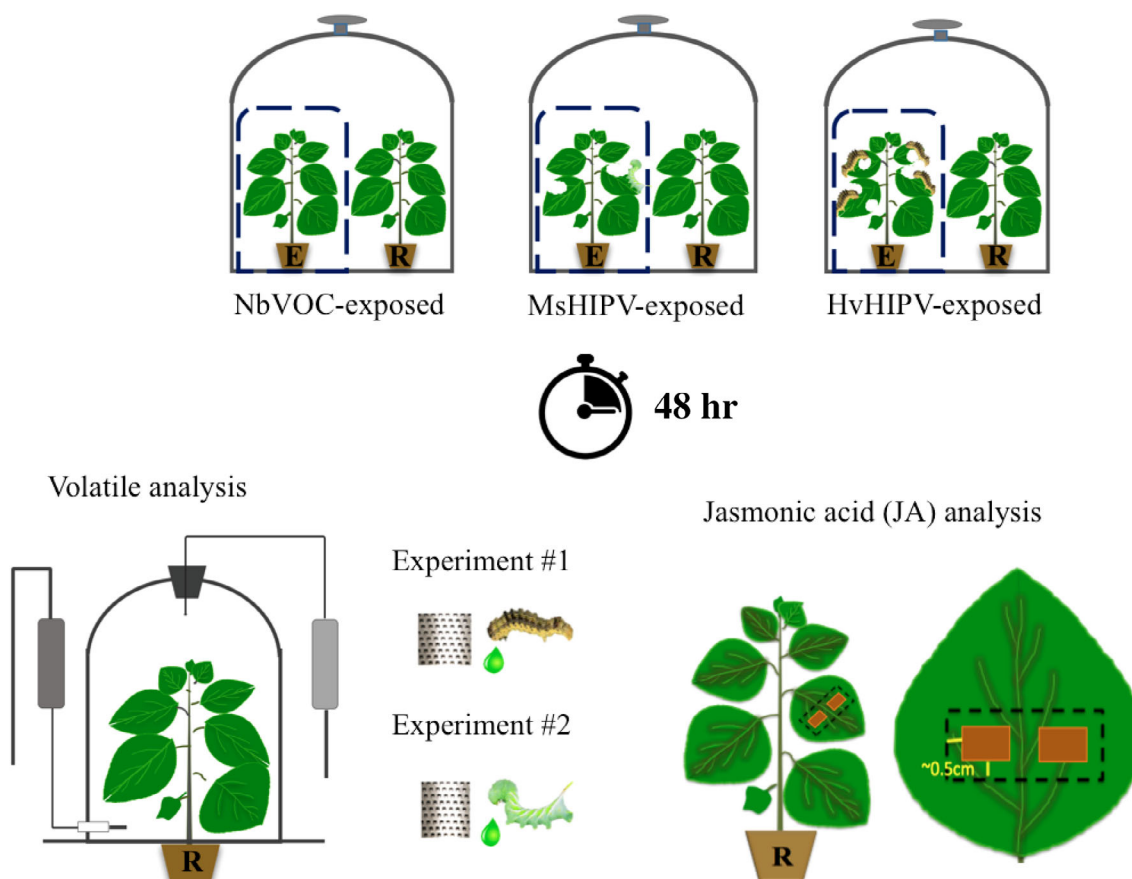 E R
E R
E R
NbVOC-exposed
MsHIPV-exposed
HvHIPV-exposed
48 hr
Volatile analysis
Jasmonic acid (JA) analysis
Experiment #1
Experiment #2
~0.5cm
R
R